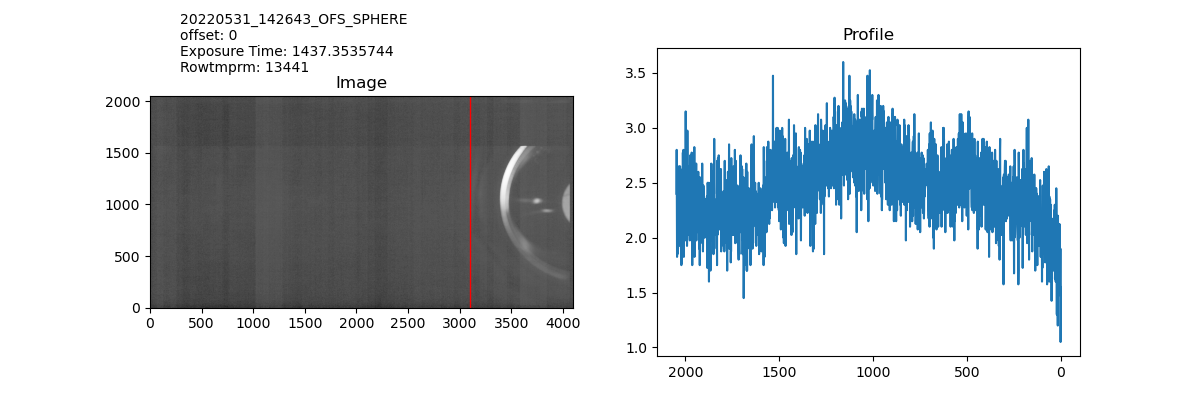 20220531_142643_OFS_SPHERE
offset: 0
Exposure Time: 1437.3535744
Rowtmprm: 13441
Image
2000
1500
1000
500
0
0 500 1000 1500 2000 2500 3000 3500 4000
Profile
3.5
3.0
2.5
2.0
1.5
1.0
2000 1500 1000 500 0